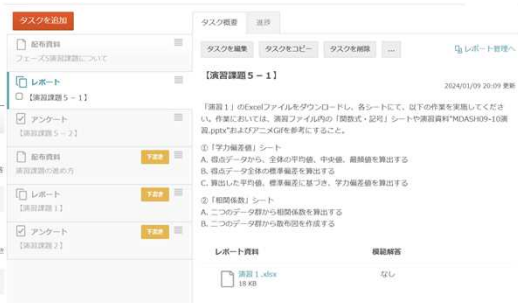 タスクを追加
配布資料
フェーズ5演習課題について
レポート
【演習課題5－1】
アンケート
【演習課題5－2】
配布資料
下書き
演習課題の進め方
レポート
下書き
【演習課題1】
アンケート
下書き
【演習課題2】
タスク概要
進捗
タスクを編集
タスクをコピー
タスクを削除
...
レポート管理へ
【演習課題5－1】
2024/01/09 20:09 更新
「演習1」のExcelファイルをダウンロードし、各シートにて、以下の作業を実施してくださ
い。作業においては、演習ファイル内の「関数式・記号」シートや演習資料"MDASH09-10演
習.pptx"およびアニメGifを参考にすること。
①「学力偏差値」シート
A. 得点データから、全体の平均値、中央値、最頻値を算出する
B. 得点データ全体の標準偏差を算出する
C. 算出した平均値、標準偏差に基づき、学力偏差値を算出する
②「相関係数」シート
A. 二つのデータ群から相関係数を算出する
B. 二つのデータ群から散布図を作成する
レポート資料
模範解答
演習1.xlsx
18 KB
なし